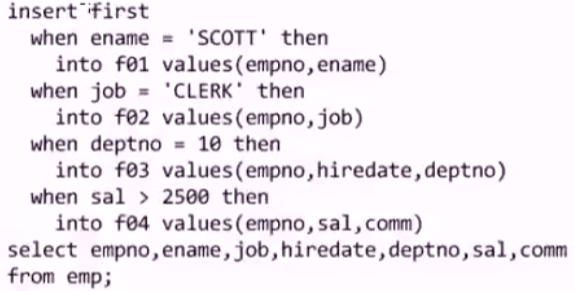 insert first
when ename = 'SCOTT' then
into f01 values(empno,ename)
when job = 'CLERK' then
into f02 values(empno,job)
when deptno = 10 then
into f03 values(empno,hiredate,deptno)
when sal > 2500 then
into f04 values(empno,sal,comm)
select empno,ename,job,hiredate,deptno,sal,comm
from emp;